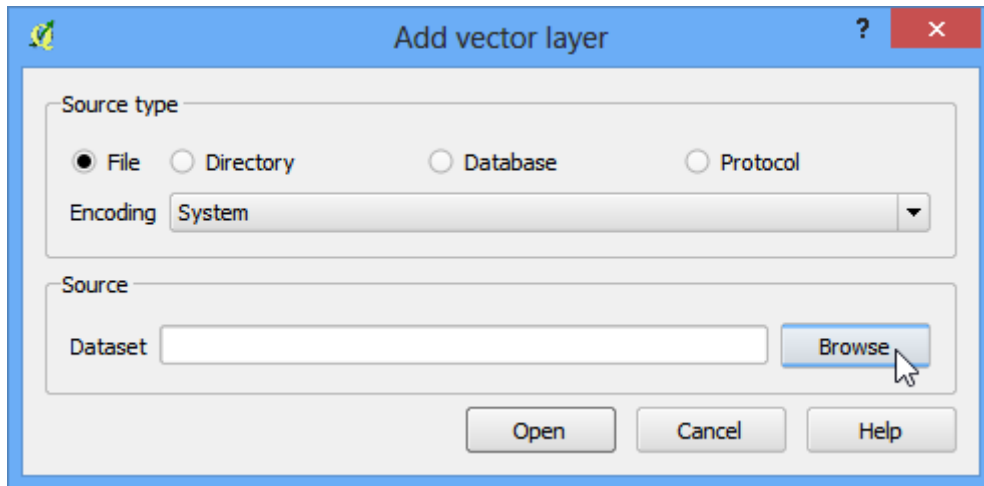 Add vector layer ? ×
Source type
File Directory Database Protocol
Encoding System
Source
Dataset Browse
Open Cancel Help